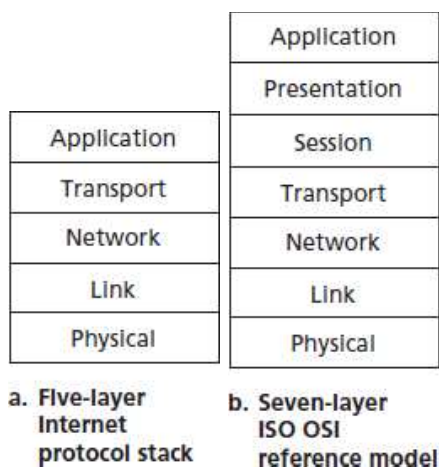 Application
Transport
Network
Link
Physical
a. Five-layer
Internet
protocol stack
Application
Presentation
Session
Transport
Network
Link
Physical
b. Seven-layer
ISO OSI
reference model